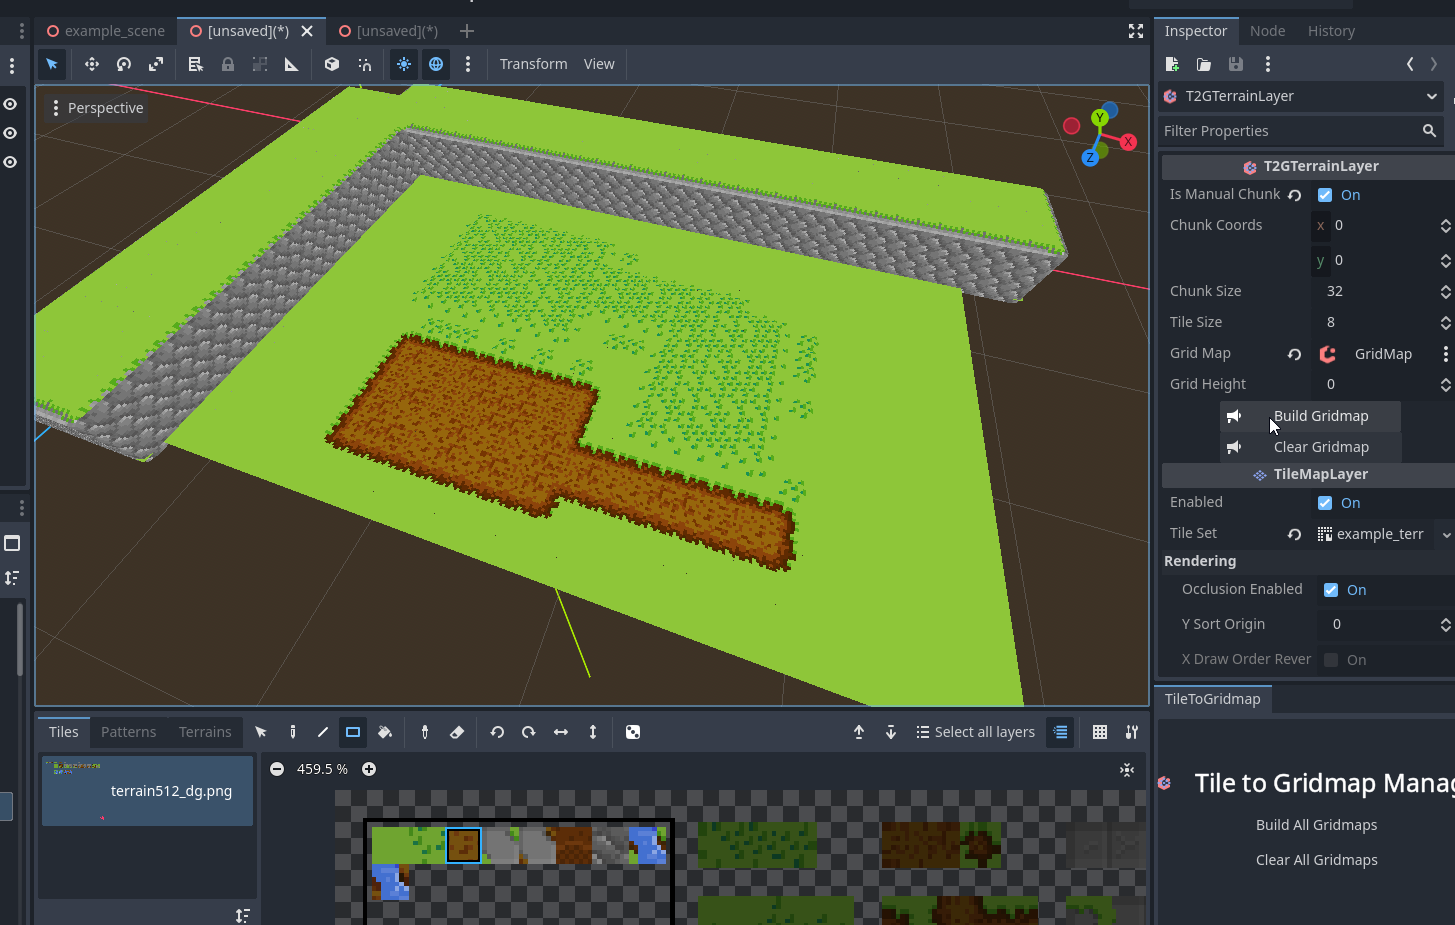 example_scene
[unsaved](*)
[unsaved](*)
Transform
View
Perspective
Y
X
Z
Inspector
Node
History
T2GTerrainLayer
Filter Properties
T2GTerrainLayer
Is Manual Chunk
On
Chunk Coords
x 0
y 0
Chunk Size
32
Tile Size
8
Grid Map
GridMap
Grid Height
0
Build Gridmap
Clear Gridmap
TileMapLayer
Enabled
On
Tile Set
example_terr
Rendering
Occlusion Enabled
On
Y Sort Origin
0
X Draw Order Rever
On
TileToGridmap
Tile to Gridmap Manag
Build All Gridmaps
Clear All Gridmaps
Tiles
Patterns
Terrains
Select all layers
terrain512_dg.png
459.5 %